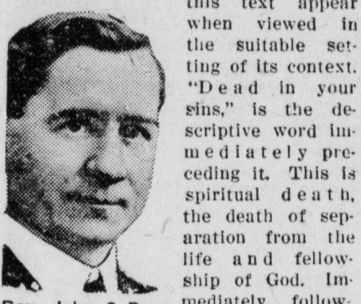 this text appear
when viewed in
the suitable set-
ting of its context.
"Dead in your
sins," is the de-
scriptive word im-
mediately pre-
ceding it. This is
spiritual death,
the death of sep-
aration from the
life and fellow-
ship of God. Im-
mediately follow-